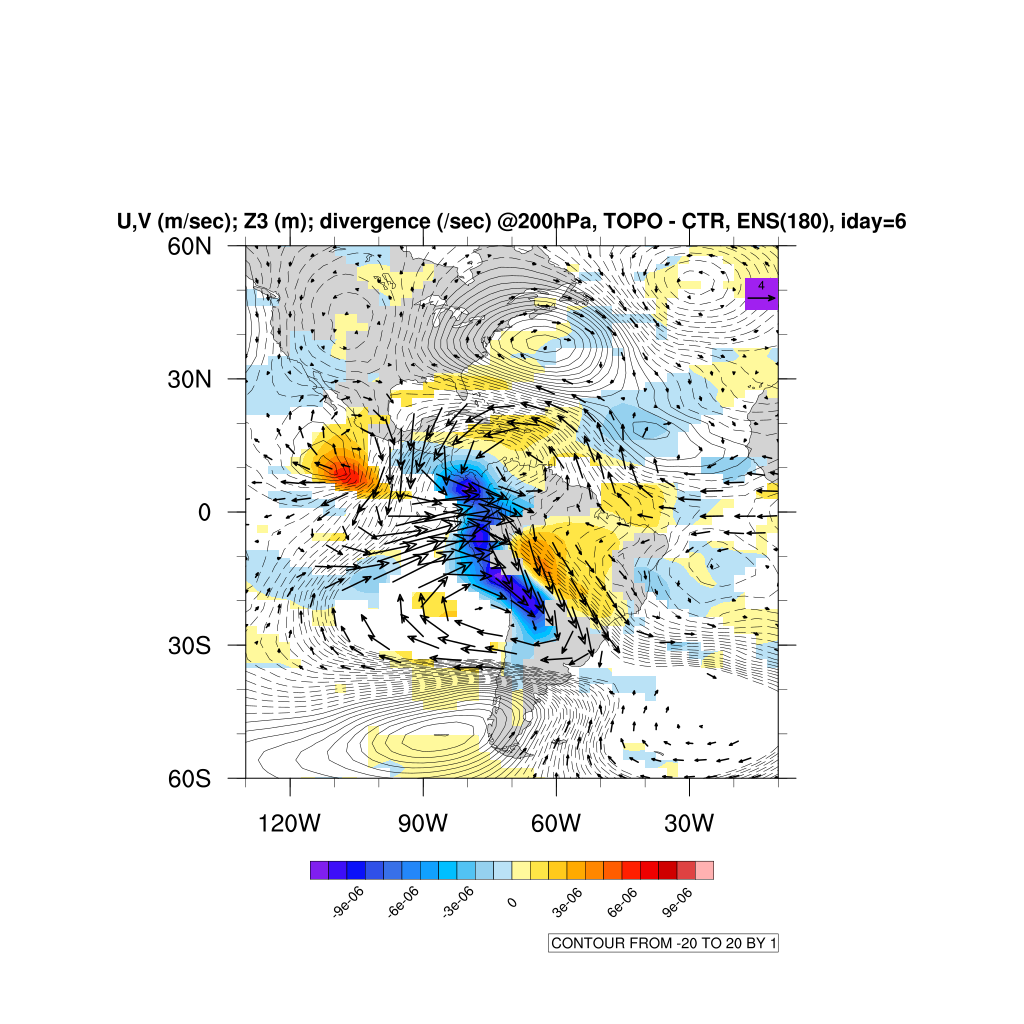 U,V (m/sec); Z3 (m); divergence (/sec) @200hPa, TOPO - CTR, ENS(180), iday=6
60N
4
30N
0
30S
60S
120W 90W 60W 30W
-9e-06 -6e-06 -3e-06 0 3e-06 6e-06 9e-06
CONTOUR FROM -20 TO 20 BY 1